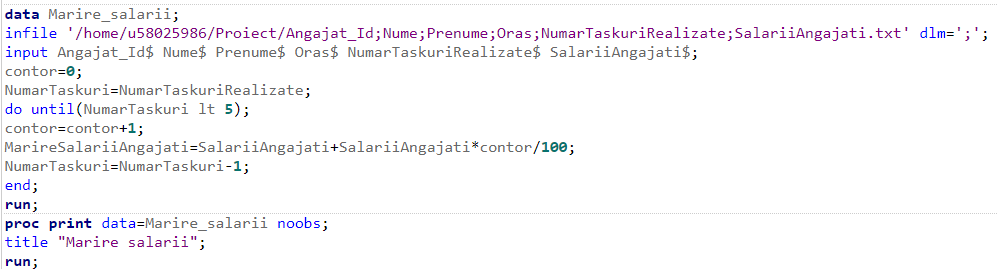 data Marire_salarii;
infile '/home/u58025986/Proiect/Angajat_Id;Nume;Prenume;Oras;NumarTaskuriRealizate;SalariiAngajati.txt' dlm=';';
input Angajat_Id$ Nume$ Prenume$ Oras$ NumarTaskuriRealizate$ SalariiAngajati$;
contor=0;
NumarTaskuri=NumarTaskuriRealizate;
do until(NumarTaskuri lt 5);
contor=contor+1;
MarireSalariiAngajati=SalariiAngajati+SalariiAngajati*contor/100;
NumarTaskuri=NumarTaskuri-1;
end;
run;
proc print data=Marire_salarii noobs;
title "Marire salarii";
run;